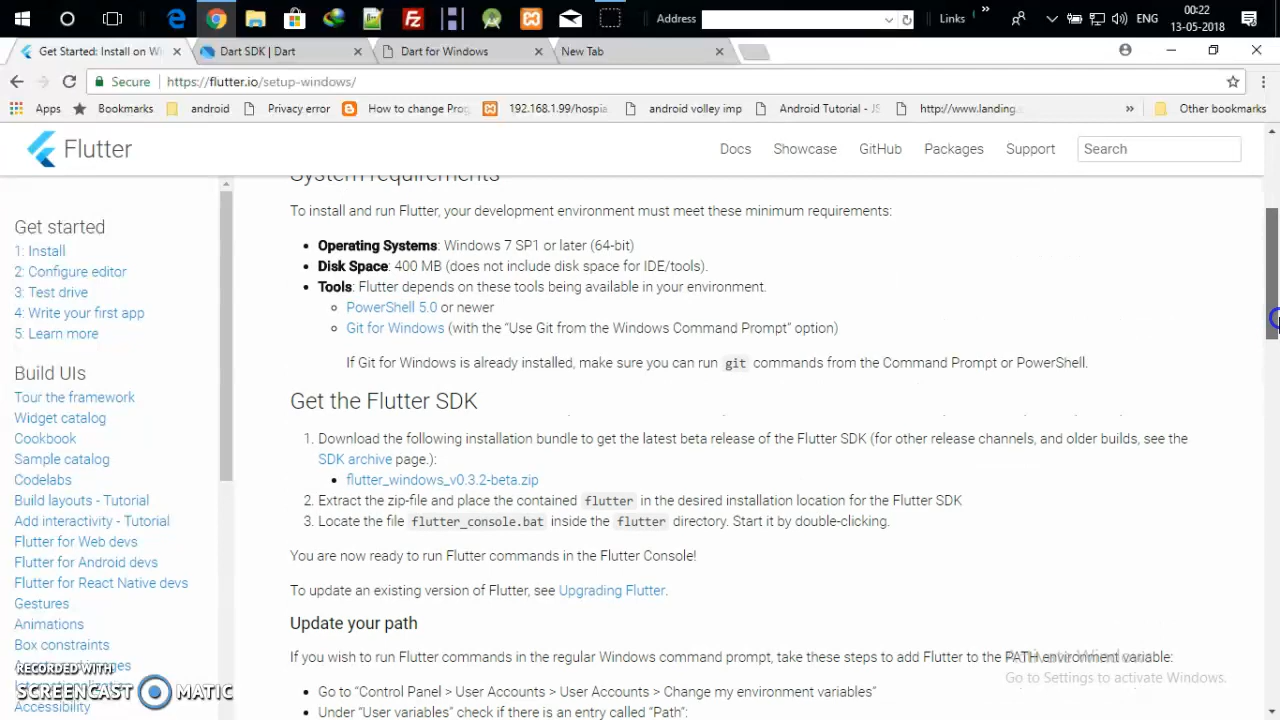 Address
Links
»
ENG
00:22
13-05-2018
Get Started: Install on Wi
Dart SDK | Dart
Dart for Windows
New Tab
Secure
https://flutter.io/setup-windows/
Apps
Bookmarks
android
Privacy error
How to change Prog
192.168.1.99/hospia
android volley imp
Android Tutorial - JS
http://www.landing.
»
Other bookmarks
Flutter
Docs
Showcase
GitHub
Packages
Support
Search
Get started
1: Install
2: Configure editor
3: Test drive
4: Write your first app
5: Learn more
Build UIs
Tour the framework
Widget catalog
Cookbook
Sample catalog
Codelabs
Build layouts - Tutorial
Add interactivity - Tutorial
Flutter for Web devs
Flutter for Android devs
Flutter for React Native devs
Gestures
Animations
Box constraints
Accessibility
System requirements
To install and run Flutter, your development environment must meet these minimum requirements:
Operating Systems: Windows 7 SP1 or later (64-bit)
Disk Space: 400 MB (does not include disk space for IDE/tools).
Tools: Flutter depends on these tools being available in your environment.
PowerShell 5.0 or newer
Git for Windows (with the “Use Git from the Windows Command Prompt” option)
If Git for Windows is already installed, make sure you can run git commands from the Command Prompt or PowerShell.
Get the Flutter SDK
1. Download the following installation bundle to get the latest beta release of the Flutter SDK (for other release channels, and older builds, see the
SDK archive page.):
flutter_windows_v0.3.2-beta.zip
2. Extract the zip-file and place the contained flutter in the desired installation location for the Flutter SDK
3. Locate the file flutter_console.bat inside the flutter directory. Start it by double-clicking.
You are now ready to run Flutter commands in the Flutter Console!
To update an existing version of Flutter, see Upgrading Flutter.
Update your path
If you wish to run Flutter commands in the regular Windows command prompt, take these steps to add Flutter to the PATH environment variable:
Go to “Control Panel > User Accounts > User Accounts > Change my environment variables”
Under “User variables” check if there is an entry called “Path”:
Activate Windows
Go to Settings to activate Windows.
RECORDED WITH
SCREENCAST MATIC